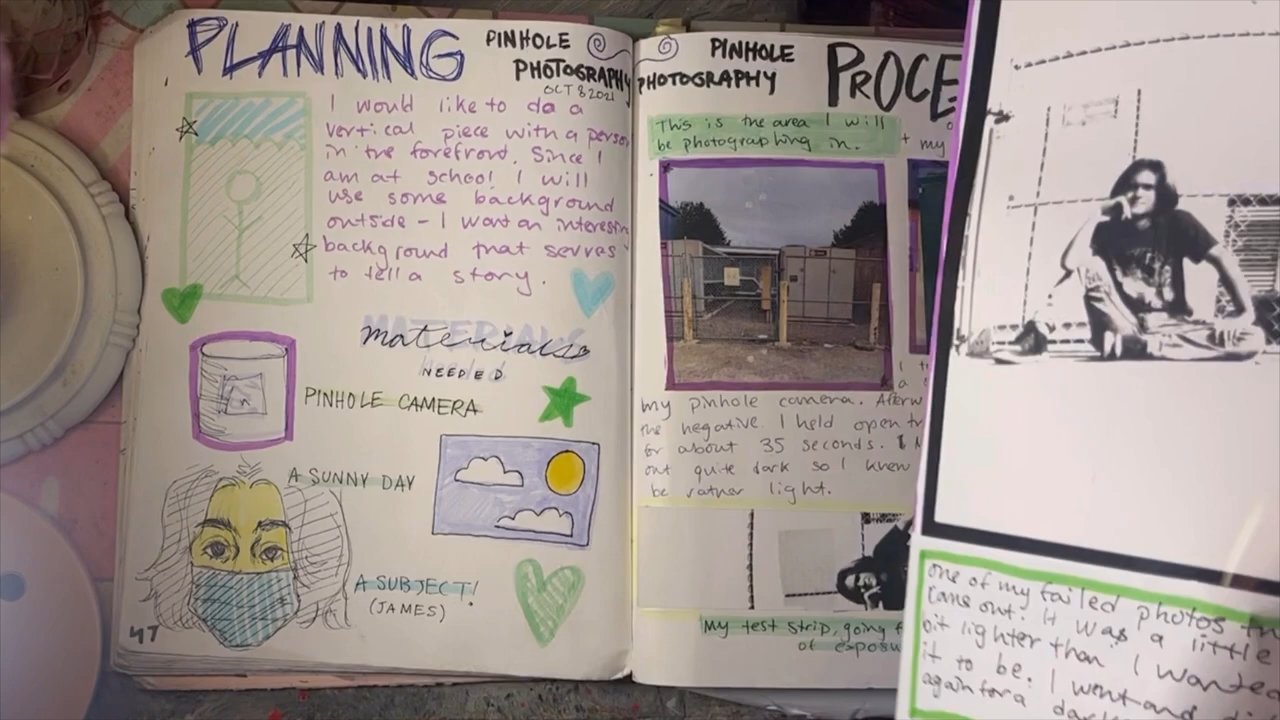 PLANNING
PINHOLE
PHOTOGRAPHY
OCT 8 2021
I would like to do a
vertical piece with a person
in the forefront. Since I
am at school I will
use some background
outside - I want an interesting
background that serves
to tell a story.
MATERIALS
materials
NEEDED
PINHOLE CAMERA
A SUNNY DAY
A SUBJECT!
(JAMES)
47
PINHOLE
PHOTOGRAPHY
PROCE
This is the area I will
be photographing in.
my
my pinhole camera. Afterw
the negative. I held open
for about 35 seconds. I
out quite dark so I knew
be rather light.
My test strip, going f
of exposu
one of my failed photos
came out. It was a little
bit lighter than I wanted
it to be. I went and
again for a dark